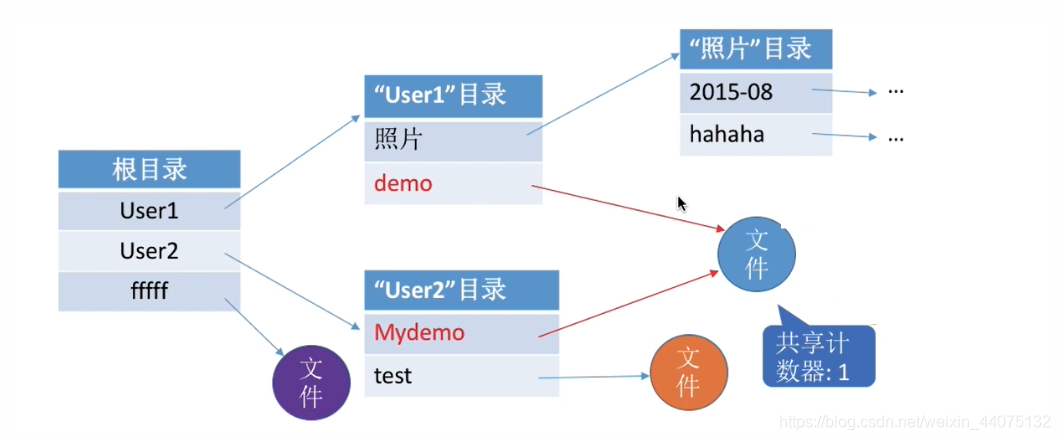 根目录
User1
User2
fffff
“User1”目录
照片
demo
“照片”目录
2015-08
...
hahaha
...
“User2”目录
Mydemo
test
文
件
文
件
文
件
共享计
数器: 1
https://blog.csdn.net/weixin_44075132